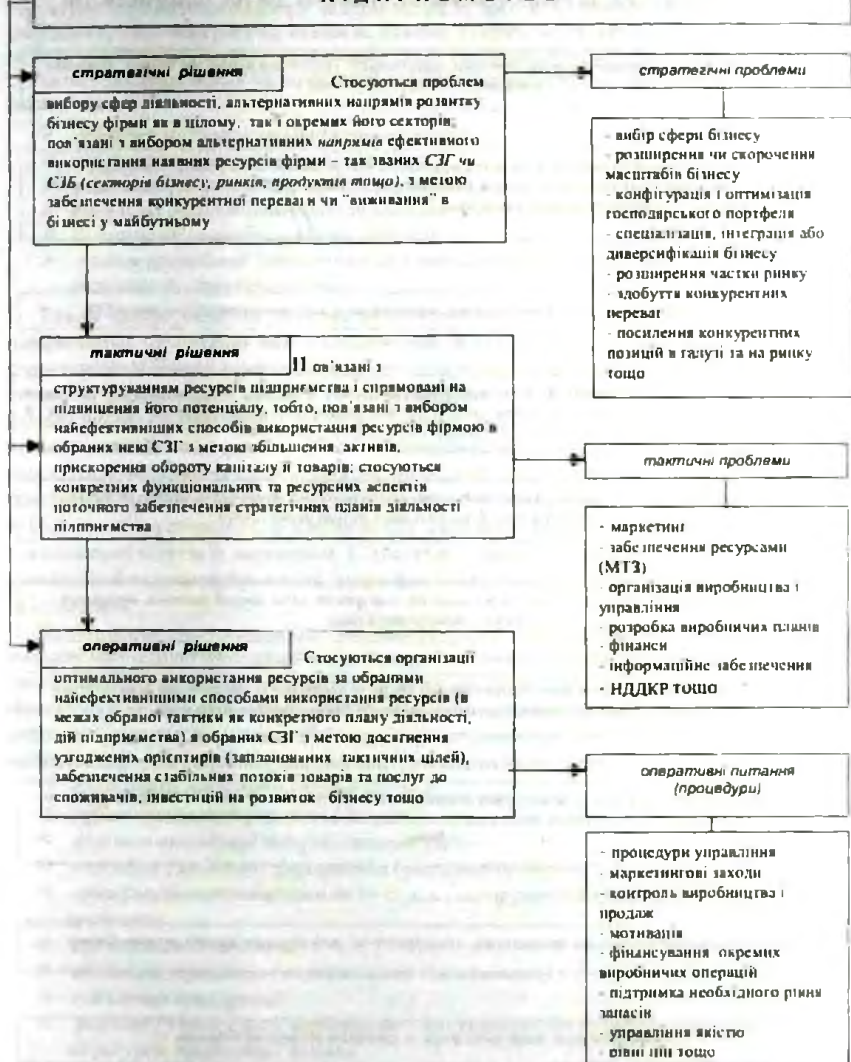 стратегічні рішення
Стосуються проблем
вибору сфер діяльності, альтернативних напрямів розвитку
бізнесу фірми як в цілому, так і окремих його секторів;
пов'язані з вибором альтернативних напрямів ефективного
використання наявних ресурсів фірми – так званих СЗГ чи
СЗБ (секторів бізнесу, ринків, продуктів тощо), з метою
забезпечення конкурентної переваги чи "виживання" в
бізнесі у майбутньому
стратегічні проблеми
- вибір сфери бізнесу
- розширення чи скорочення
масштабів бізнесу
- конфігурація і оптимізація
господарського портфеля
- спеціалізація, інтеграція або
диверсифікація бізнесу
- розширення частки ринку
- здобуття конкурентних
переваг
- посилення конкурентних
позицій в галузі та на ринку
тощо
тактичні рішення
Пов'язані з
структуруванням ресурсів підприємства і спрямовані на
підвищення його потенціалу, тобто, пов'язані з вибором
найефективніших способів використання ресурсів фірмою в
обраних нею СЗГ з метою збільшення активів,
прискорення обороту капіталу й товарів; стосуються
конкретних функціональних та ресурсних аспектів
поточного забезпечення стратегічних планів діяльності
підприємства
тактичні проблеми
- маркетинг
- забезпечення ресурсами
(МТЗ)
- організація виробництва і
управління
- розробка виробничих планів
- фінанси
- інформаційне забезпечення
- НДДКР тощо
оперативні рішення
Стосуються організації
оптимального використання ресурсів за обраними
найефективнішими способами використання ресурсів (в
межах обраної тактики як конкретного плану діяльності,
дій підприємства) в обраних СЗГ з метою досягнення
узгоджених орієнтирів (запланованих тактичних цілей),
забезпечення стабільних потоків товарів та послуг до
споживачів, інвестицій на розвиток бізнесу тощо
оперативні питання
(процедури)
- процедури управління
- маркетингові заходи
- контроль виробництва і
продаж
- мотивація
- фінансування окремих
виробничих операцій
- підтримка необхідного рівня
запасів
- управління якістю
- рівні цін тощо